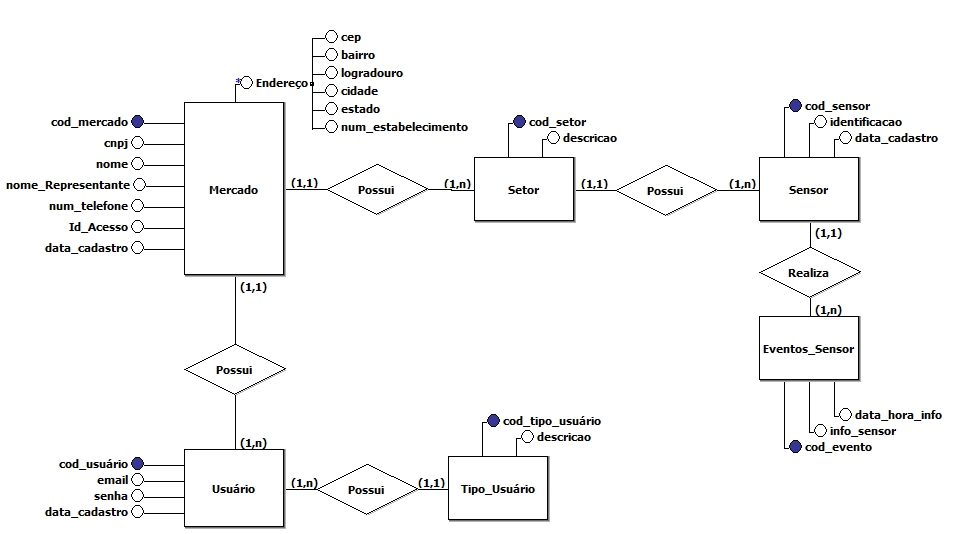 cep
bairro
* Endereço
logradouro
cidade
estado
num_estabelecimento
cod_mercado
cnpj
nome
nome_Representante
num_telefone
Id_Acesso
data_cadastro
Mercado
(1,1)
Possui
(1,n)
cod_setor
descricao
Setor
(1,1)
Possui
(1,n)
cod_sensor
identificacao
data_cadastro
Sensor
(1,1)
Realiza
(1,n)
Eventos_Sensor
data_hora_info
info_sensor
cod_evento
(1,1)
Possui
(1,n)
cod_usuário
email
senha
data_cadastro
Usuário
(1,n)
Possui
(1,1)
cod_tipo_usuário
descricao
Tipo_Usuário